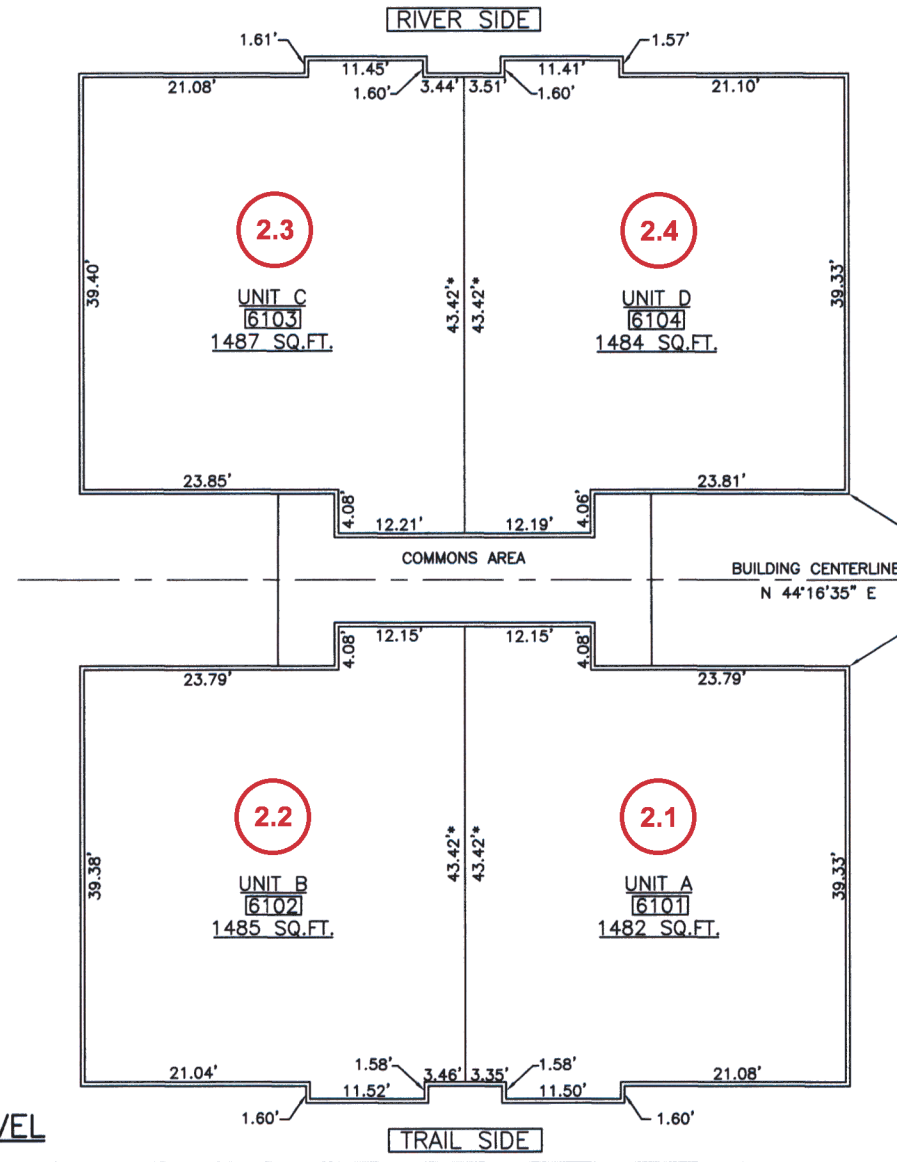 RIVER SIDE
1.61' 1.57'
11.45' 11.41'
21.08' 1.60' 3.44' 3.51' 1.60' 21.10'
2.3 2.4
39.40' 43.42'* 43.42'* 39.33'
UNIT C UNIT D
6103 6104
1487 SQ.FT. 1484 SQ.FT.
23.85' 23.81'
4.08' 12.21' 12.19' 4.06'
COMMONS AREA
BUILDING CENTERLINE
N 44°16'35" E
4.08' 12.15' 12.15' 4.08'
23.79' 23.79'
2.2 2.1
39.38' 43.42'* 43.42'* 39.33'
UNIT B UNIT A
6102 6101
1485 SQ.FT. 1482 SQ.FT.
21.04' 1.58' 3.46' 3.35' 1.58' 21.08'
11.52' 11.50'
1.60' 1.60'
VEL
TRAIL SIDE